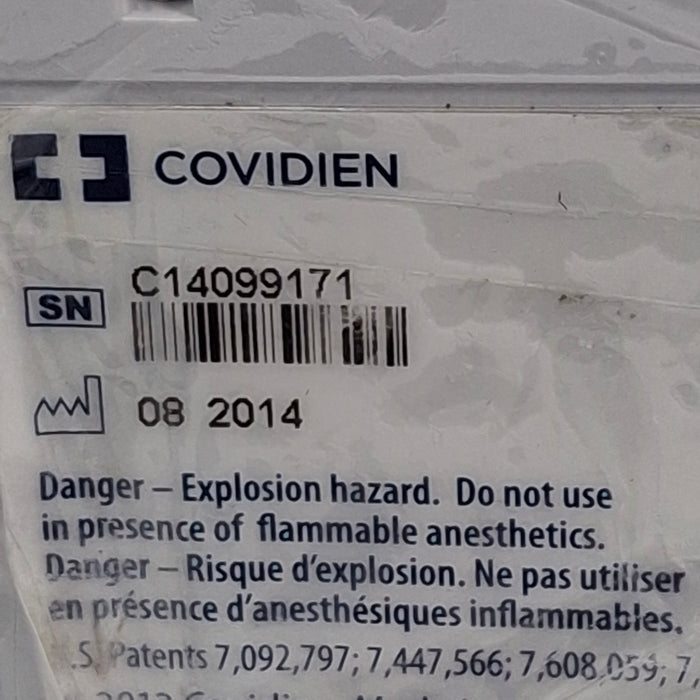 COVIDIEN
SN C14099171
08 2014
Danger – Explosion hazard. Do not use
in presence of flammable anesthetics.
Danger – Risque d'explosion. Ne pas utiliser
en présence d'anesthésiques inflammables.
.S. Patents 7,092,797; 7,447,566; 7,608,059; 7